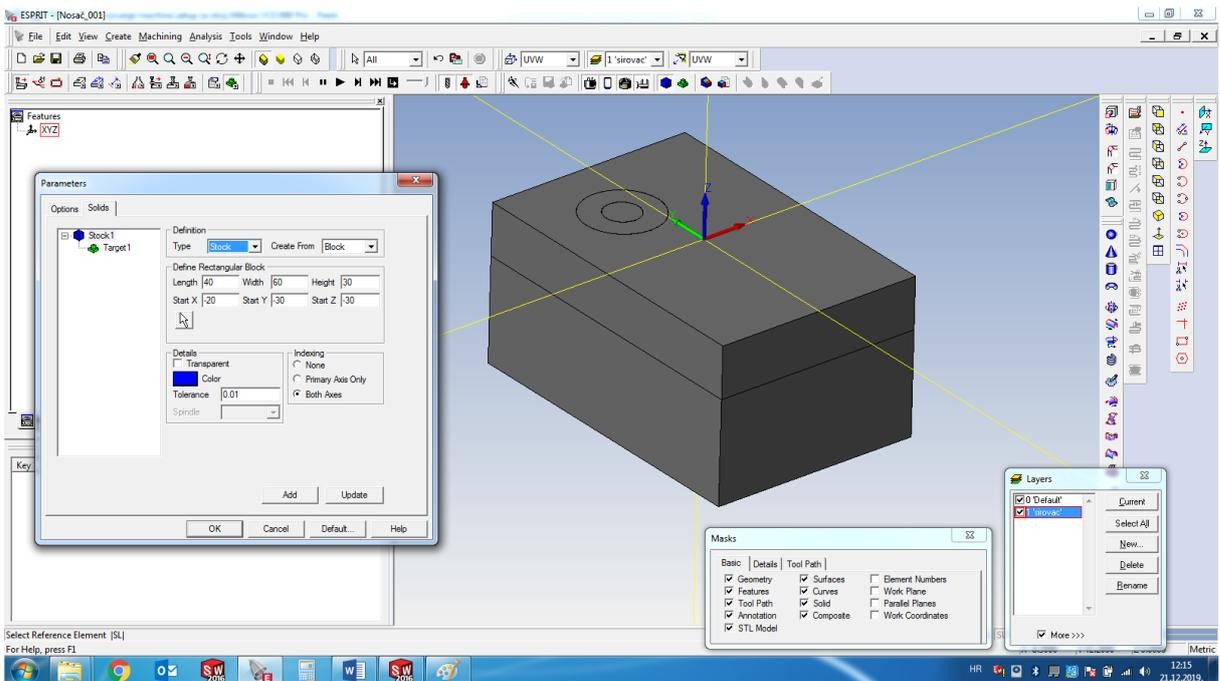 ESPRIT - [Nosač_001]
File Edit View Create Machining Analysis Tools Window Help
All
UVW
1 'sirovac'
UVW
Features
XYZ
Parameters
Options Solids
Stock1
Target1
Definition
Type Stock Create From Block
Define Rectangular Block
Length 40 Width 60 Height 30
Start X -20 Start Y -30 Start Z -30
Details
Transparent
Color
Tolerance 0.01
Spindle
Indexing
None
Primary Axis Only
Both Axes
Add Update
OK Cancel Default... Help
Key
Z
Layers
0 'Default'
1 'sirovac'
Current
Select All
New...
Delete
Rename
More >>>
Masks
Basic Details Tool Path
Geometry Surfaces Element Numbers
Features Curves Work Plane
Tool Path Solid Parallel Planes
Annotation Composite Work Coordinates
STL Model
Select Reference Element |SL|
For Help, press F1
Metric
HR
12:15
21.12.2019.